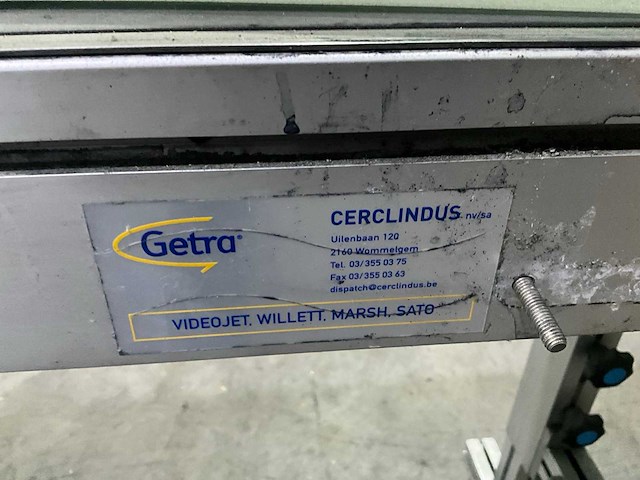 Getra®
CERCLINDUS nv/sa
Uilenbaan 120
2160 Wommelgem
Tel. 03/355 03 75
Fax 03/355 03 63
dispatch@cerclindus.be
VIDEOJET, WILLETT, MARSH, SATO